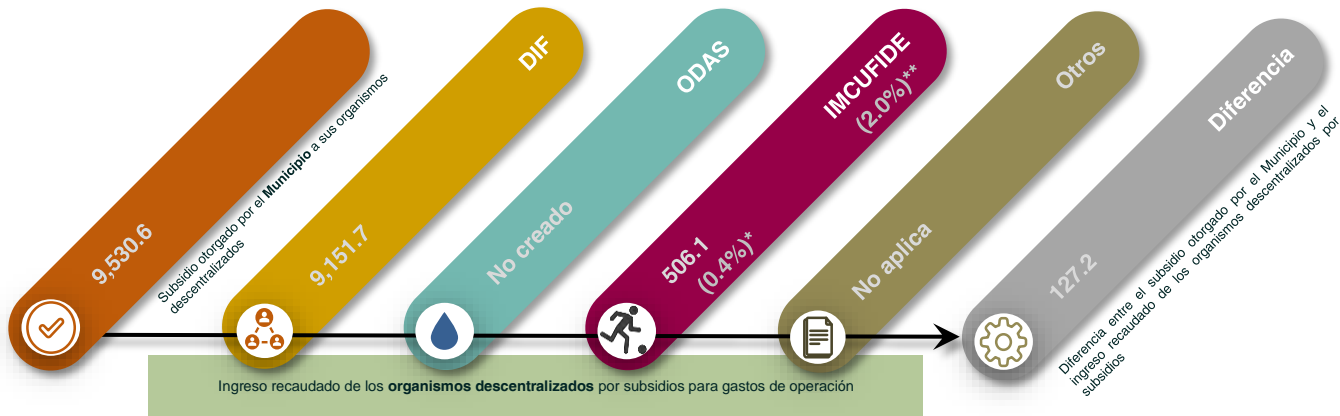 9,530.6
Subsidio otorgado por el Municipio a sus organismos
descentralizados
DIF
9,151.7
ODAS
No creado
IMCUFIDE
(2.0%)**
506.1
(0.4%)*
Otros
No aplica
Diferencia
127.2
Diferencia entre el subsidio otorgado por el Municipio y el
ingreso recaudado de los organismos descentralizados por
subsidios
Ingreso recaudado de los organismos descentralizados por subsidios para gastos de operación